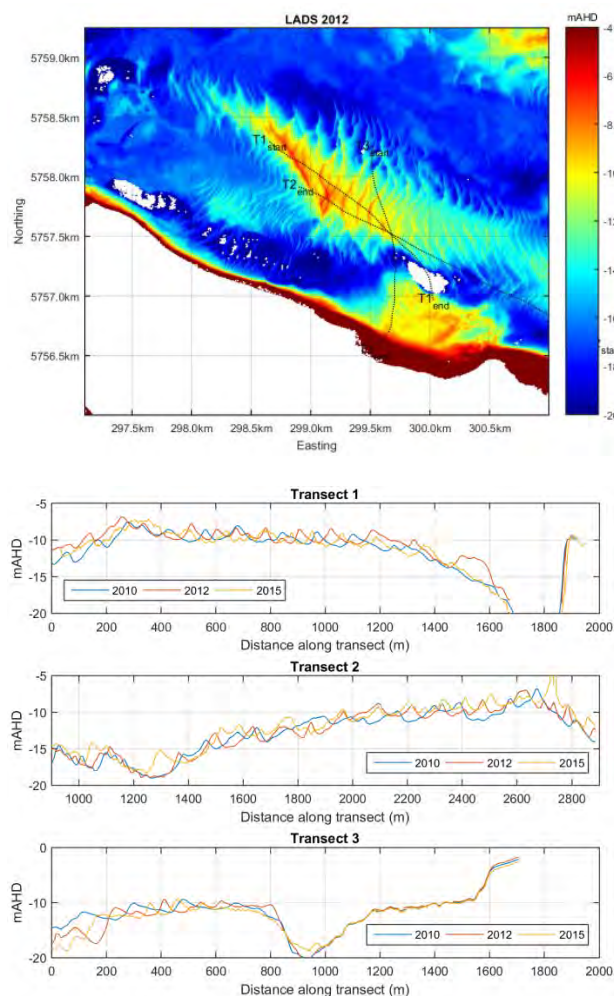 LADS 2012
mAHD
5759.0km
5758.5km
5758.0km
5757.5km
5757.0km
5756.5km
Northing
T1start
T3start
T2end
T1end
297.5km 298.0km 298.5km 299.0km 299.5km 300.0km 300.5km
Easting
-4
-6
-8
-10
-12
-14
-16
-18
-20
Transect 1
-5
-10
-15
-20
mAHD
2010 2012 2015
0 200 400 600 800 1000 1200 1400 1600 1800 2000
Distance along transect (m)
Transect 2
-5
-10
-15
-20
mAHD
2010 2012 2015
1000 1200 1400 1600 1800 2000 2200 2400 2600 2800
Distance along transect (m)
Transect 3
0
-10
-20
mAHD
2010 2012 2015
0 200 400 600 800 1000 1200 1400 1600 1800 2000
Distance along transect (m)